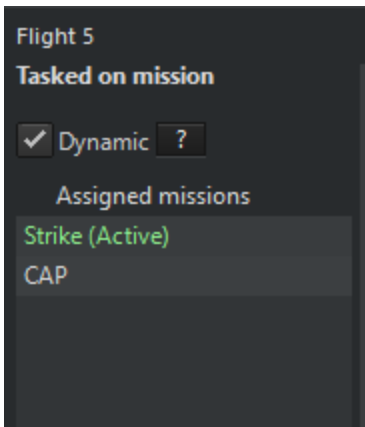 Flight 5
Tasked on mission
Dynamic ?
Assigned missions
Strike (Active)
CAP